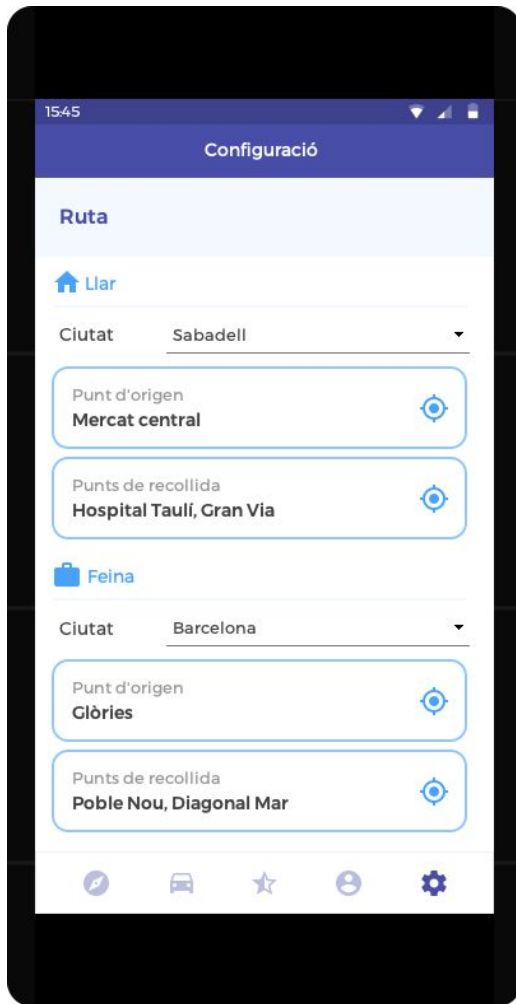 15:45
Configuració
Ruta
Llar
Ciutat Sabadell
Punt d'origen
Mercat central
Punts de recollida
Hospital Taulí, Gran Via
Feina
Ciutat Barcelona
Punt d'origen
Glòries
Punts de recollida
Poble Nou, Diagonal Mar